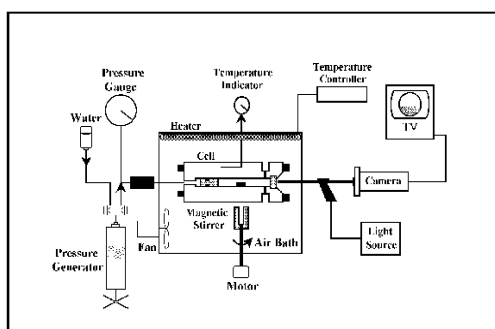 Pressure
Gauge
Temperature
Indicator
Temperature
Controller
Water
Heater
TV
Cell
Camera
Magnetic
Stirrer
Fan
Air Bath
Light
Source
Pressure
Generator
Motor